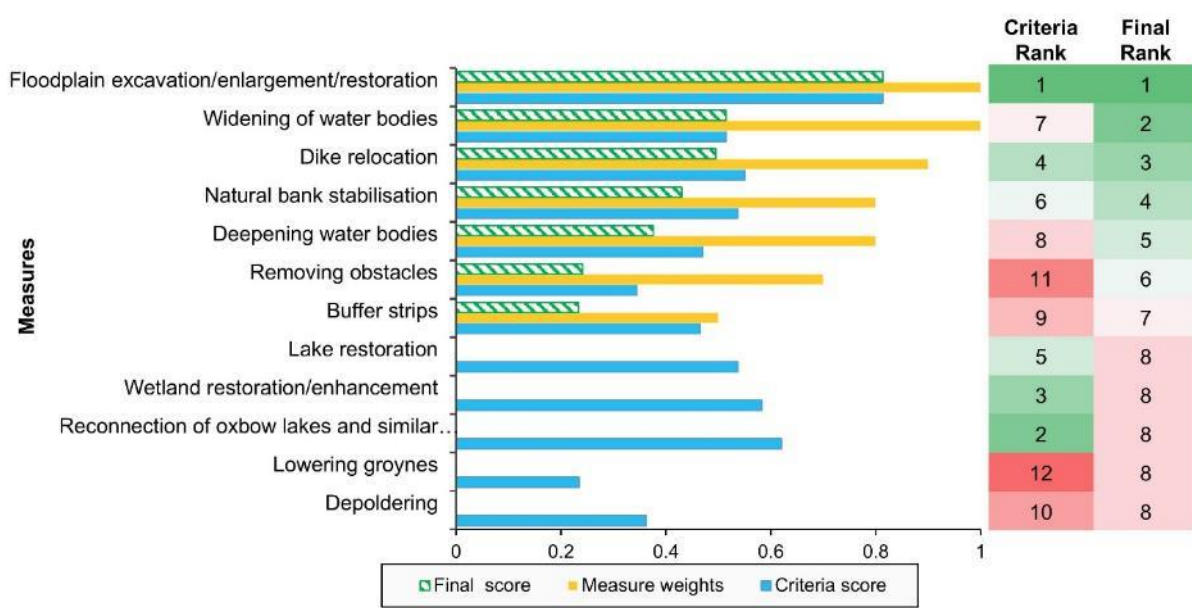 Criteria Rank
Final Rank
Measures
Floodplain excavation/enlargement/restoration 1 1
Widening of water bodies 7 2
Dike relocation 4 3
Natural bank stabilisation 6 4
Deepening water bodies 8 5
Removing obstacles 11 6
Buffer strips 9 7
Lake restoration 5 8
Wetland restoration/enhancement 3 8
Reconnection of oxbow lakes and similar… 2 8
Lowering groynes 12 8
Depoldering 10 8
0 0.2 0.4 0.6 0.8 1
Final score Measure weights Criteria score